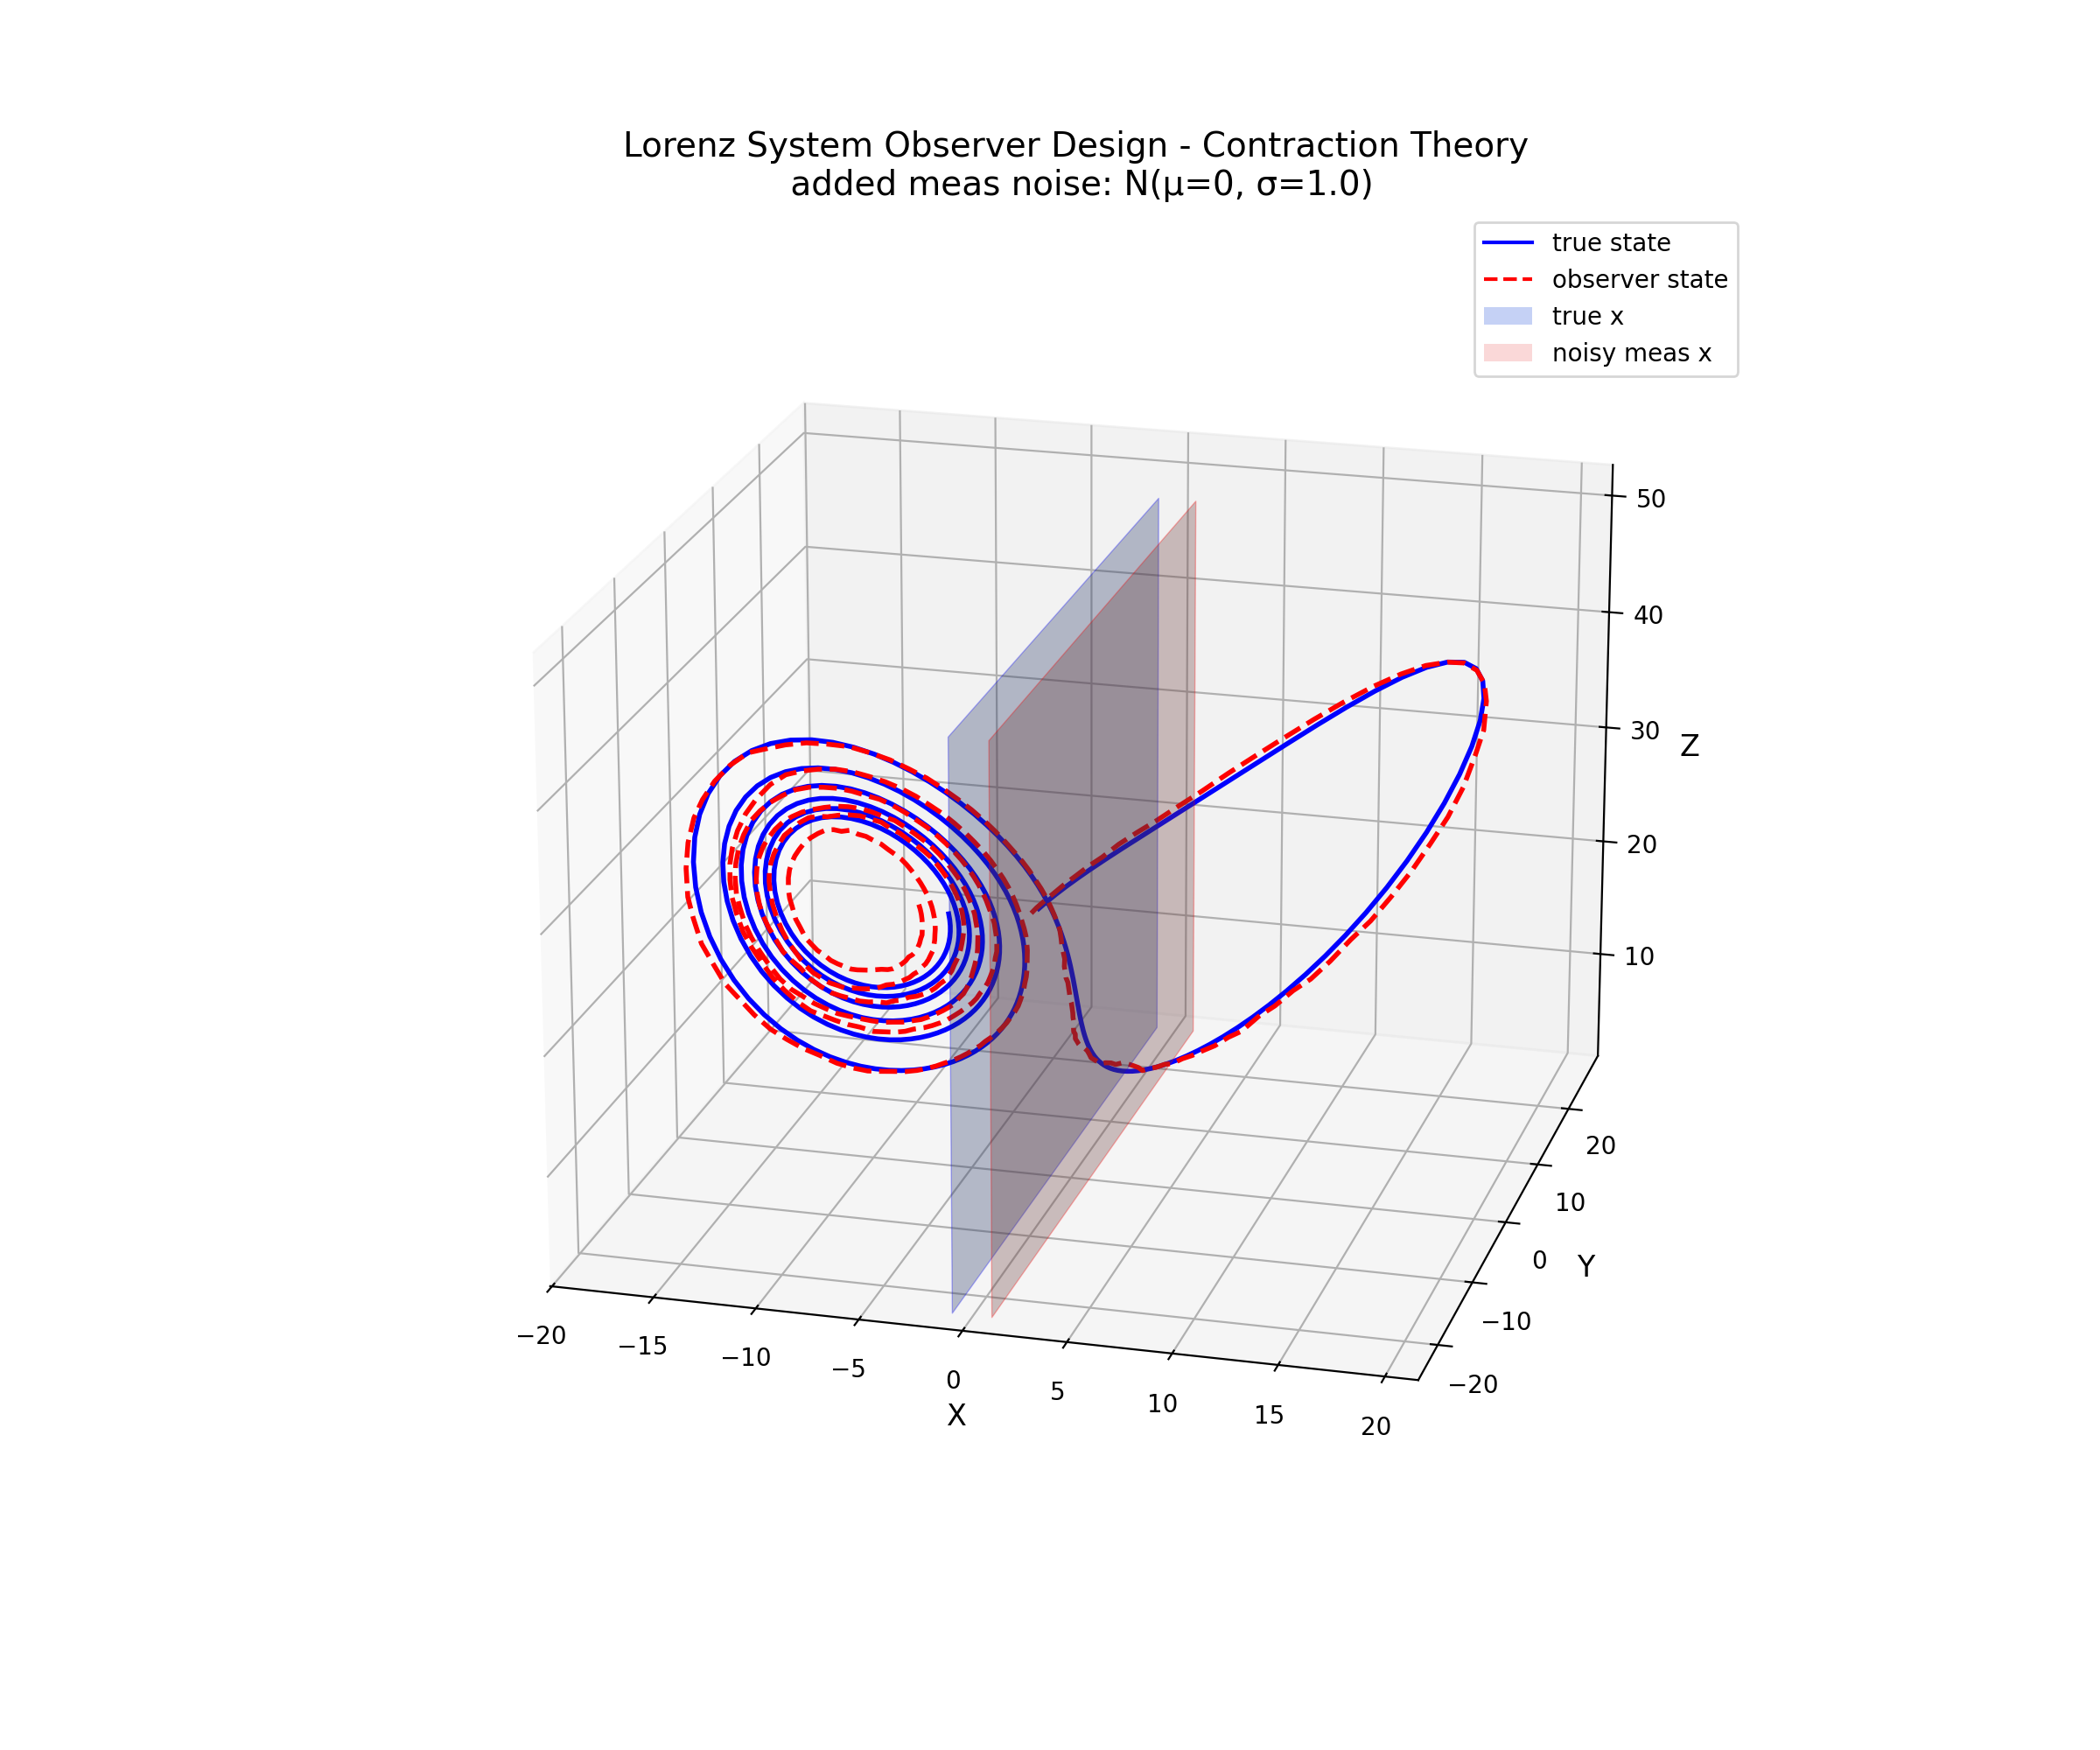 Lorenz System Observer Design - Contraction Theory
added meas noise: N(μ=0, σ=1.0)
true state
observer state
true x
noisy meas x
50
40
30
20
10
Z
20
10
0
−10
−20
Y
−20
−15
−10
−5
0
5
10
15
20
X